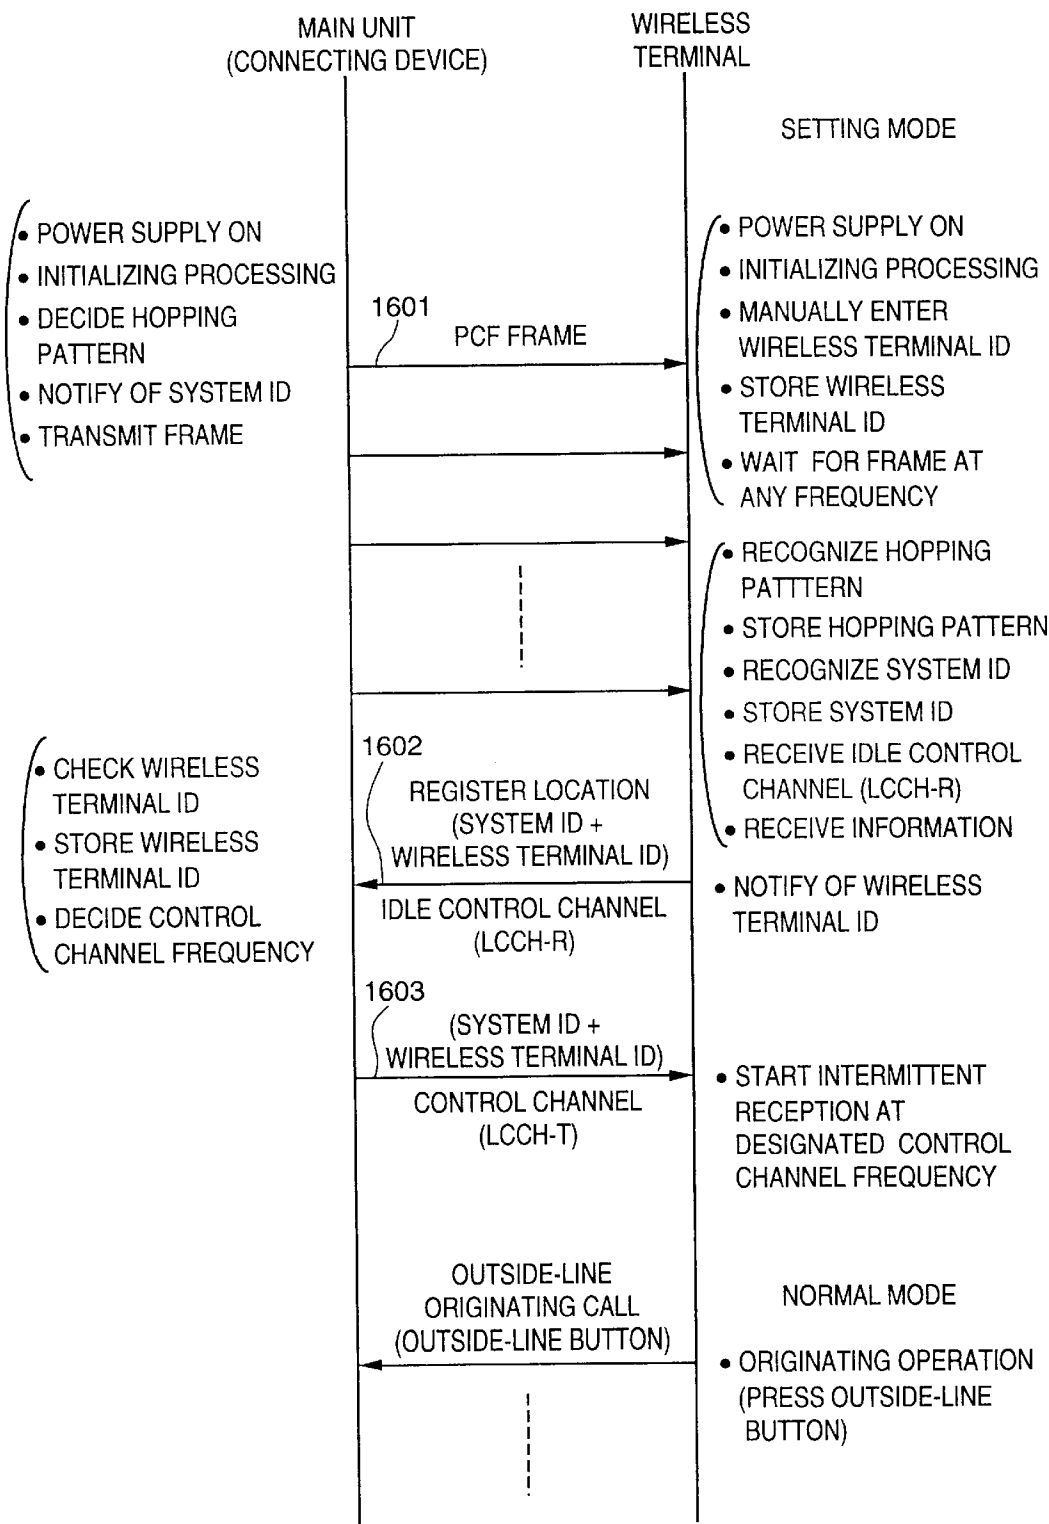 MAIN UNIT
(CONNECTING DEVICE)
WIRELESS
TERMINAL
SETTING MODE
• POWER SUPPLY ON
• INITIALIZING PROCESSING
• DECIDE HOPPING
PATTERN
• NOTIFY OF SYSTEM ID
• TRANSMIT FRAME
1601
PCF FRAME
• POWER SUPPLY ON
• INITIALIZING PROCESSING
• MANUALLY ENTER
WIRELESS TERMINAL ID
• STORE WIRELESS
TERMINAL ID
• WAIT FOR FRAME AT
ANY FREQUENCY
• RECOGNIZE HOPPING
PATTTERN
• STORE HOPPING PATTERN
• RECOGNIZE SYSTEM ID
• STORE SYSTEM ID
• RECEIVE IDLE CONTROL
CHANNEL (LCCH-R)
• RECEIVE INFORMATION
1602
REGISTER LOCATION
(SYSTEM ID +
WIRELESS TERMINAL ID)
IDLE CONTROL CHANNEL
(LCCH-R)
• CHECK WIRELESS
TERMINAL ID
• STORE WIRELESS
TERMINAL ID
• DECIDE CONTROL
CHANNEL FREQUENCY
• NOTIFY OF WIRELESS
TERMINAL ID
1603
(SYSTEM ID +
WIRELESS TERMINAL ID)
CONTROL CHANNEL
(LCCH-T)
• START INTERMITTENT
RECEPTION AT
DESIGNATED CONTROL
CHANNEL FREQUENCY
OUTSIDE-LINE
ORIGINATING CALL
(OUTSIDE-LINE BUTTON)
NORMAL MODE
• ORIGINATING OPERATION
(PRESS OUTSIDE-LINE
BUTTON)